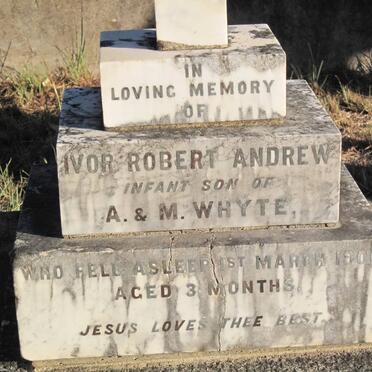 IN
LOVING MEMORY
OF
IVOR ROBERT ANDREW
INFANT SON OF
A. & M. WHYTE,
WHO FELL ASLEEP 1ST MARCH
AGED 3 MONTHS.
JESUS LOVES THEE BEST.